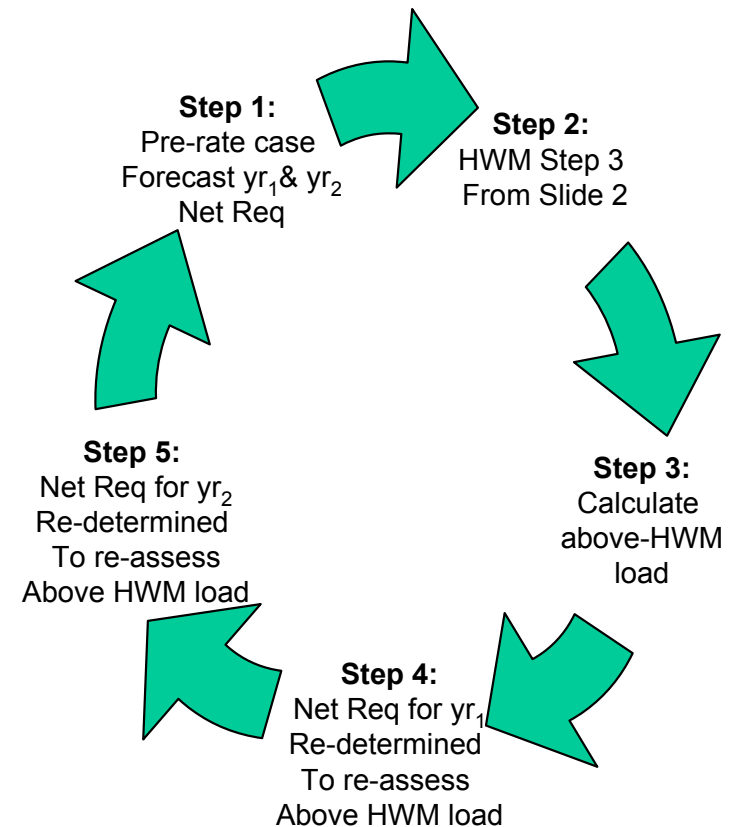 Step 1:
Pre-rate case
Forecast yr₁& yr₂
Net Req
Step 2:
HWM Step 3
From Slide 2
Step 3:
Calculate
above-HWM
load
Step 4:
Net Req for yr₁
Re-determined
To re-assess
Above HWM load
Step 5:
Net Req for yr₂
Re-determined
To re-assess
Above HWM load